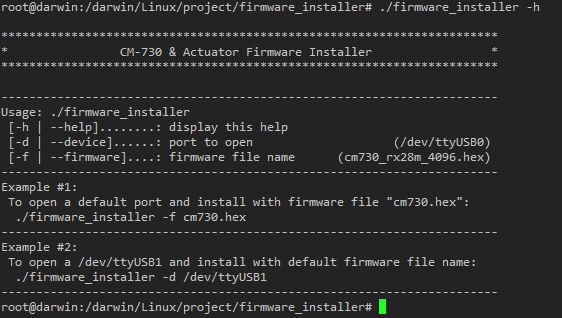 root@darwin:/darwin/Linux/project/firmware_installer# ./firmware_installer -h
***********************************************************************
*                CM-730 & Actuator Firmware Installer                 *
***********************************************************************
-----------------------------------------------------------------------
Usage: ./firmware_installer
 [-h | --help]........: display this help
 [-d | --device]......: port to open                    (/dev/ttyUSB0)
 [-f | --firmware]....: firmware file name      (cm730_rx28m_4096.hex)
-----------------------------------------------------------------------
Example #1:
 To open a default port and install with firmware file "cm730.hex":
  ./firmware_installer -f cm730.hex
-----------------------------------------------------------------------
Example #2:
 To open a /dev/ttyUSB1 and install with default firmware file name:
  ./firmware_installer -d /dev/ttyUSB1
-----------------------------------------------------------------------
root@darwin:/darwin/Linux/project/firmware_installer#